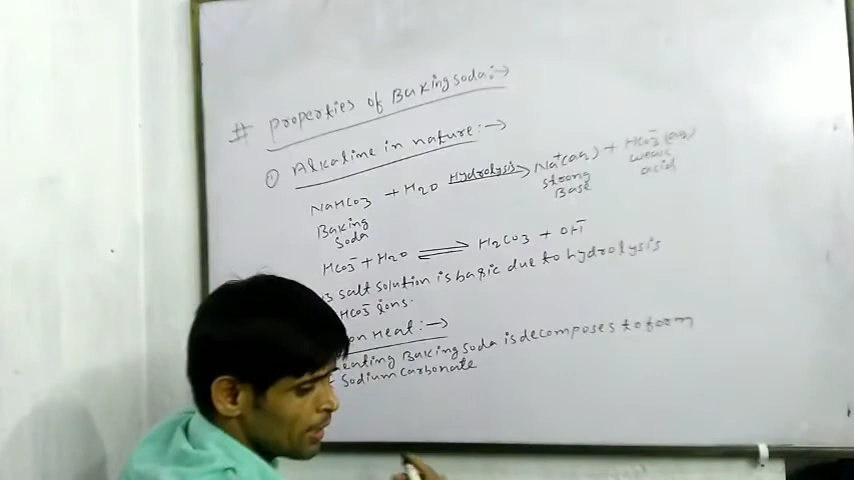 # Properties of Baking soda:→
① Alkaline in nature:→
NaHCO3 + H2O Hydrolysis→ Na+(aq) + HCO3-(aq)
Baking Soda strong Base weak acid
HCO3- + H2O ⇌ H2CO3 + OH-
is salt solution is basic due to hydrolysis
HCO3- ions.
on Heat:→
eating Baking soda is decomposes to form
Sodium carbonate